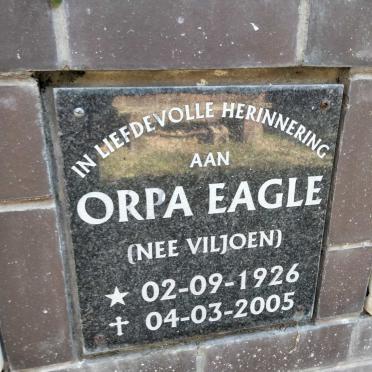 IN LIEFDEVOLLE HERINNERING
AAN
ORPA EAGLE
(NEE VILJOEN)
★ 02-09-1926
✝ 04-03-2005